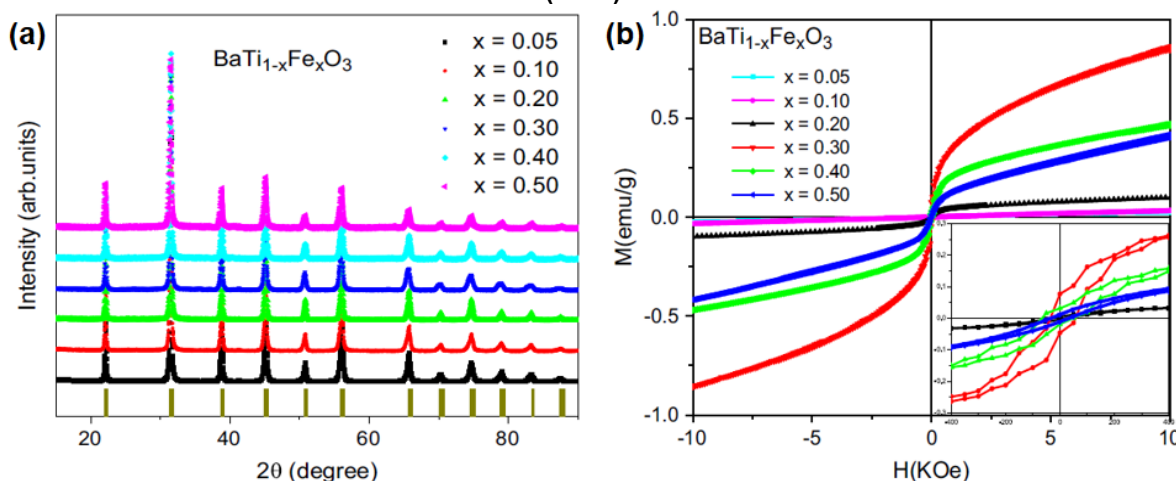 (a)
BaTi1-xFexO3
x = 0.05
x = 0.10
x = 0.20
x = 0.30
x = 0.40
x = 0.50
Intensity (arb.units)
20 40 60 80
2θ (degree)
(b)
BaTi1-xFexO3
x = 0.05
x = 0.10
x = 0.20
x = 0.30
x = 0.40
x = 0.50
M(emu/g)
1.0
0.5
0.0
-0.5
-1.0
-10 -5 0 5 10
H(KOe)